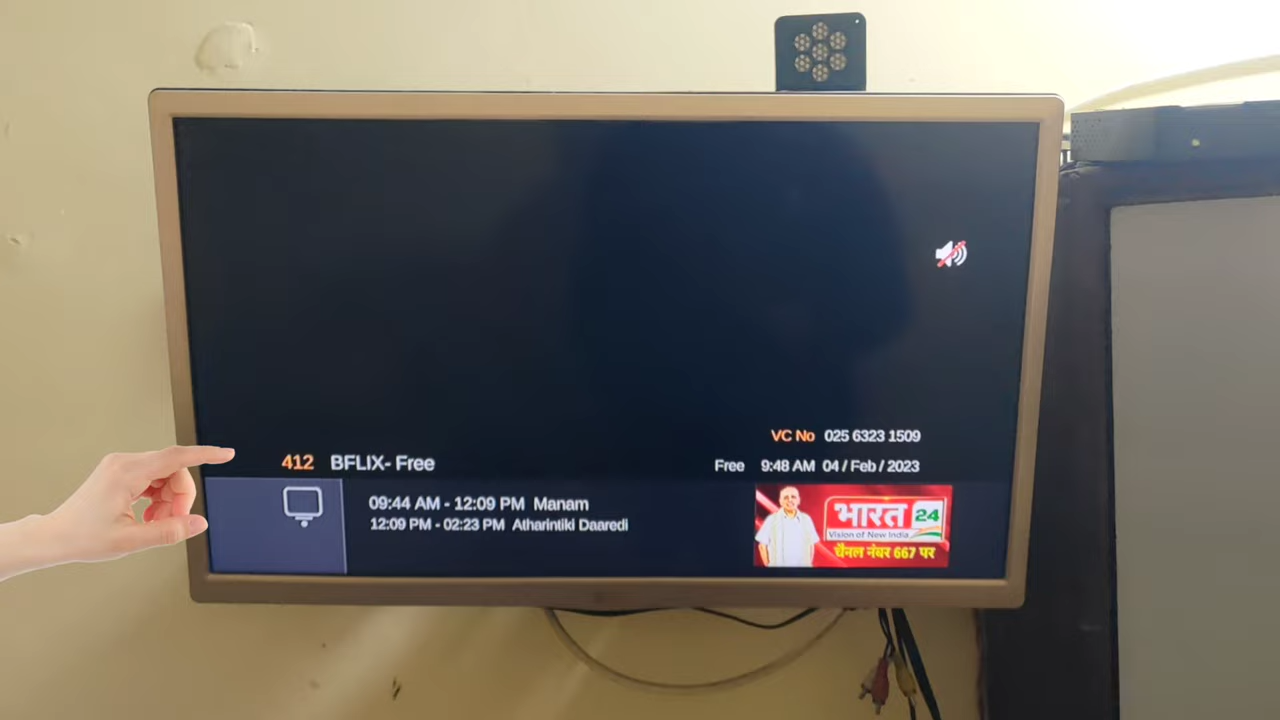 VC No 025 6323 1509
412 BFLIX- Free
Free 9:48 AM 04 / Feb / 2023
09:44 AM - 12:09 PM Manam
12:09 PM - 02:23 PM Atharintiki Daaredi
भारत 24
Vision of New India
चैनल नंबर 667 पर